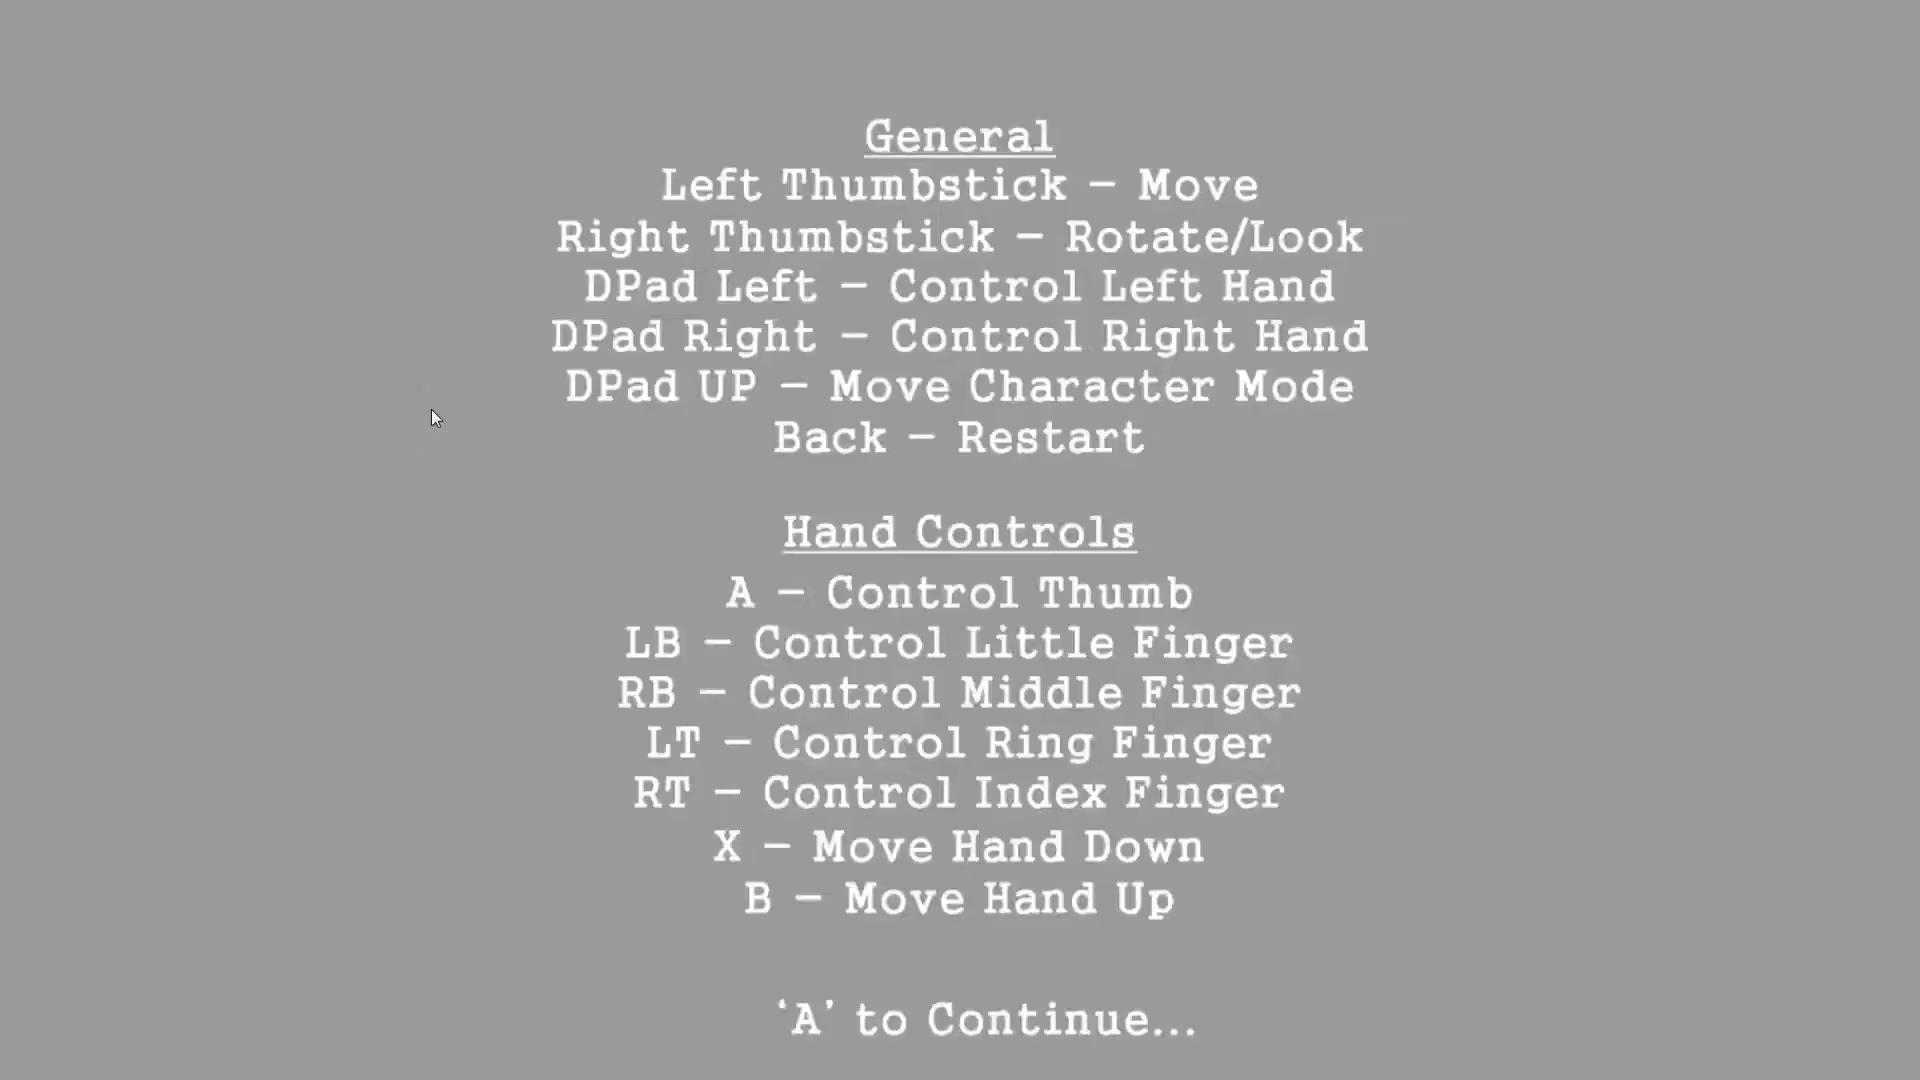 General
Left Thumbstick – Move
Right Thumbstick – Rotate/Look
DPad Left – Control Left Hand
DPad Right – Control Right Hand
DPad UP – Move Character Mode
Back – Restart
Hand Controls
A – Control Thumb
LB – Control Little Finger
RB – Control Middle Finger
LT – Control Ring Finger
RT – Control Index Finger
X – Move Hand Down
B – Move Hand Up
‘A’ to Continue...